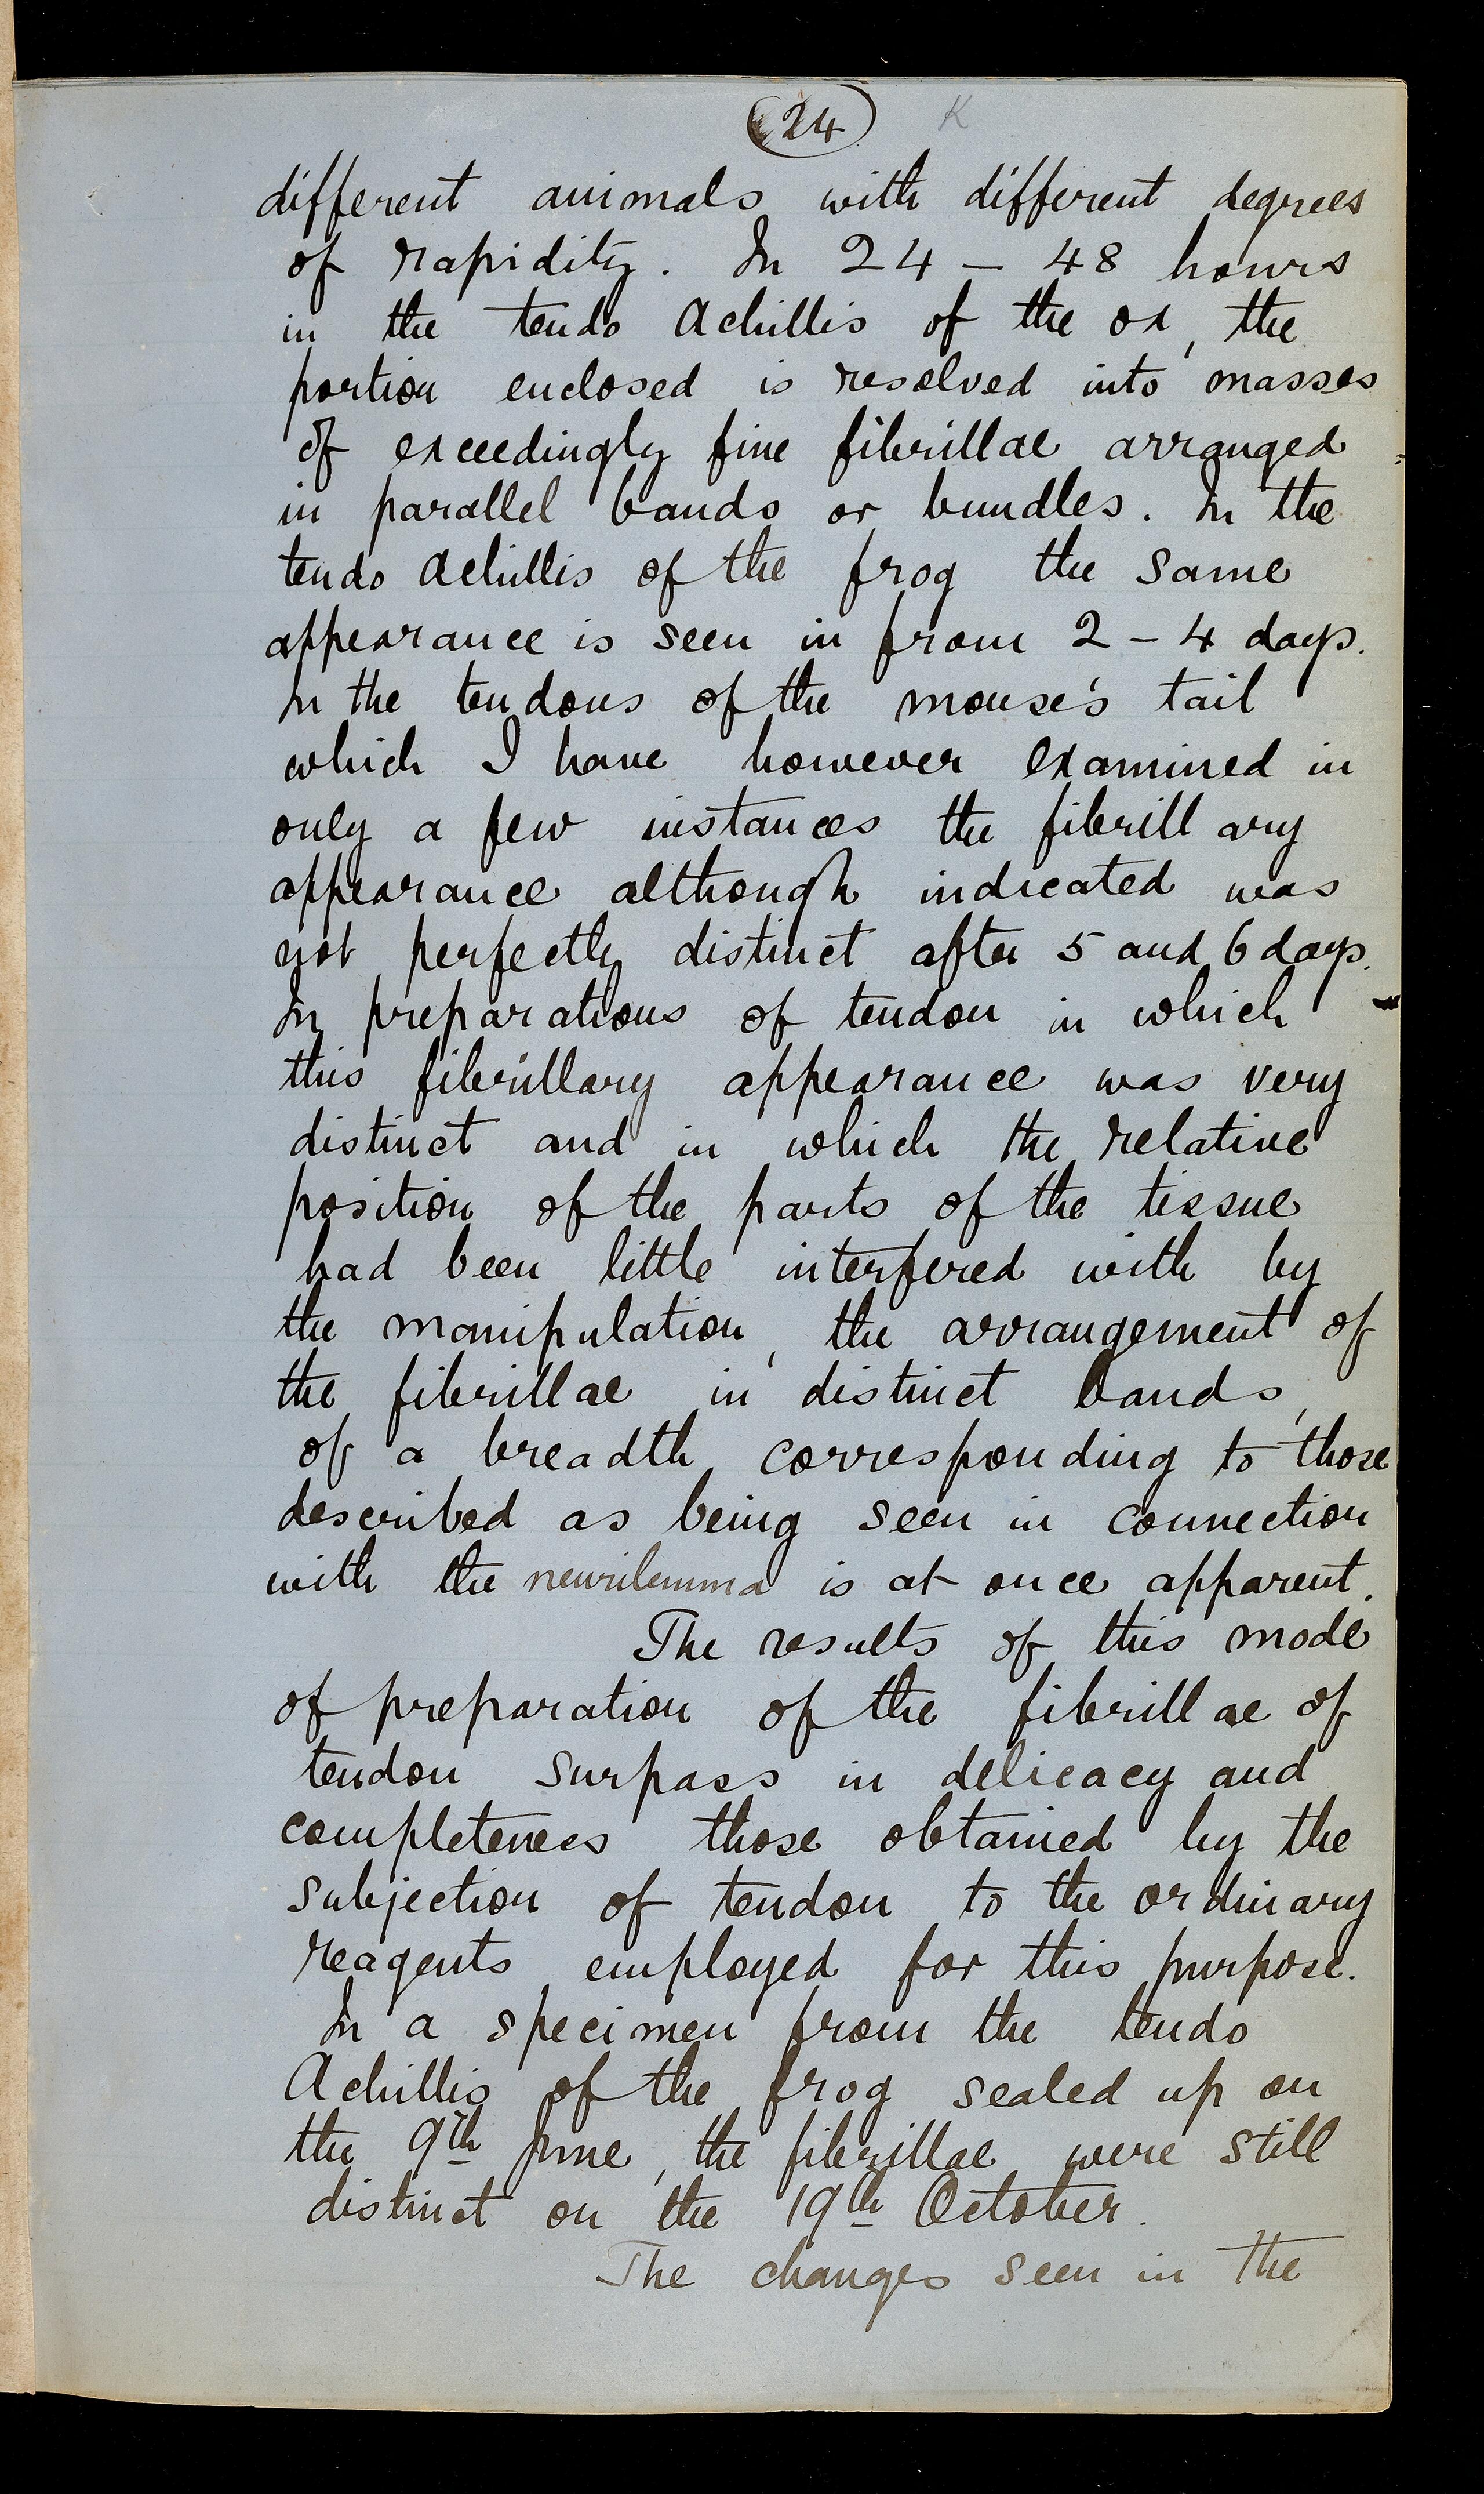 24 K
different animals with different degrees
of rapidity. In 24 – 48 hours
in the tendo Achillis of the ox, the
portion enclosed is resolved into masses
of exceedingly fine fibrillae arranged
in parallel bands or bundles. In the
tendo Achillis of the frog the same
appearance is seen in from 2 – 4 days.
In the tendons of the mouse's tail
which I have however examined in
only a few instances the fibrillary
appearance although indicated was
not perfectly distinct after 5 and 6 days.
In preparations of tendon in which
this fibrillary appearance was very
distinct and in which the relative
position of the parts of the tissue
had been little interfered with by
the manipulation, the arrangement of
the fibrillae in distinct bands,
of a breadth corresponding to those
described as being seen in connection
with the neurilemma is at once apparent.
The results of this mode
of preparation of the fibrillae of
tendon surpass in delicacy and
completeness those obtained by the
subjection of tendon to the ordinary
reagents employed for this purpose.
In a specimen from the tendo
Achillis of the frog sealed up on
the 9th June, the fibrillae were still
distinct on the 19th October.
The changes seen in the